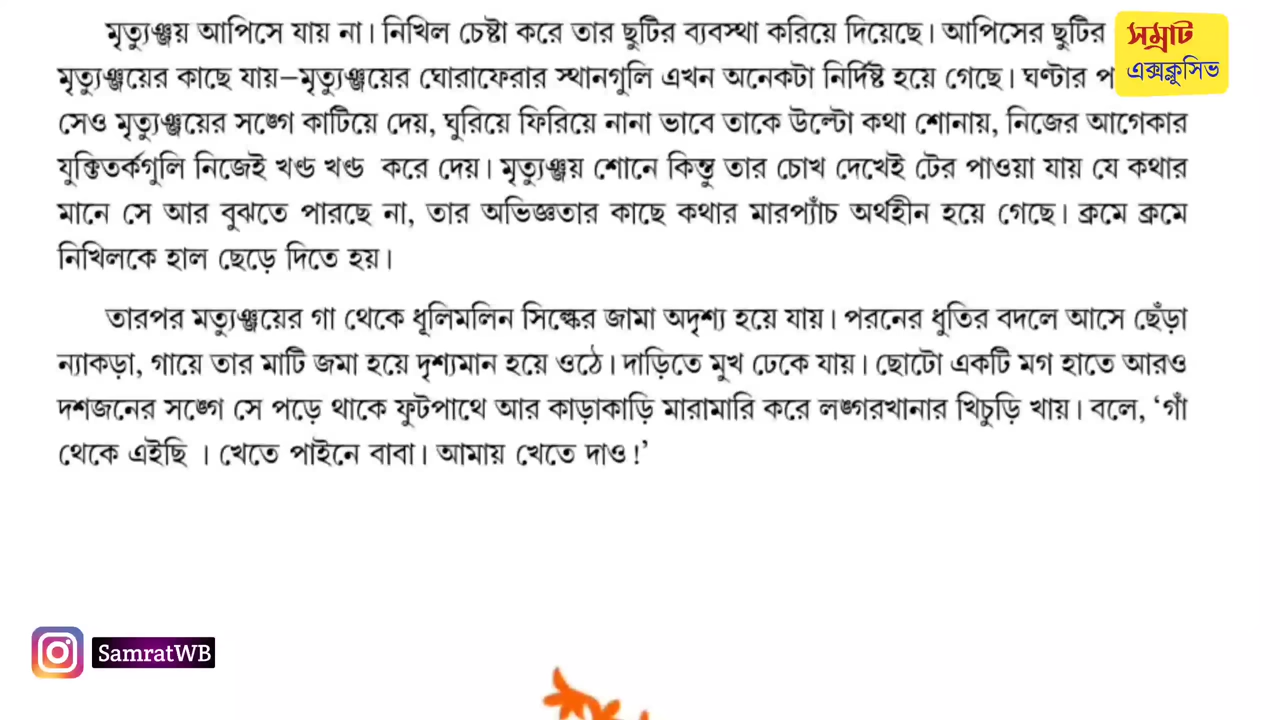 মৃত্যুঞ্জয় আপিসে যায় না। নিখিল চেষ্টা করে তার ছুটির ব্যবস্থা করিয়ে দিয়েছে। আপিসের ছুটির
মৃত্যুঞ্জয়ের কাছে যায়–মৃত্যুঞ্জয়ের ঘোরাফেরার স্থানগুলি এখন অনেকটা নির্দিষ্ট হয়ে গেছে। ঘণ্টার
সেও মৃত্যুঞ্জয়ের সঙ্গে কাটিয়ে দেয়, ঘুরিয়ে ফিরিয়ে নানা ভাবে তাকে উল্টো কথা শোনায়, নিজের আগেকার
যুক্তিতর্কগুলি নিজেই খণ্ড খণ্ড করে দেয়। মৃত্যুঞ্জয় শোনে কিন্তু তার চোখ দেখেই টের পাওয়া যায় যে কথার
মানে সে আর বুঝতে পারছে না, তার অভিজ্ঞতার কাছে কথার মারপ্যাঁচ অর্থহীন হয়ে গেছে। ক্রমে ক্রমে
নিখিলকে হাল ছেড়ে দিতে হয়।
তারপর মত্যুঞ্জয়ের গা থেকে ধূলিমলিন সিল্কের জামা অদৃশ্য হয়ে যায়। পরনের ধুতির বদলে আসে ছেঁড়া
ন্যাকড়া, গায়ে তার মাটি জমা হয়ে দৃশ্যমান হয়ে ওঠে। দাড়িতে মুখ ঢেকে যায়। ছোটো একটি মগ হাতে আরও
দশজনের সঙ্গে সে পড়ে থাকে ফুটপাথে আর কাড়াকাড়ি মারামারি করে লঙ্গরখানার খিচুড়ি খায়। বলে, ‘গাঁ
থেকে এইছি । খেতে পাইনে বাবা। আমায় খেতে দাও!’
সম্রাট
এক্সক্লুসিভ
SamratWB